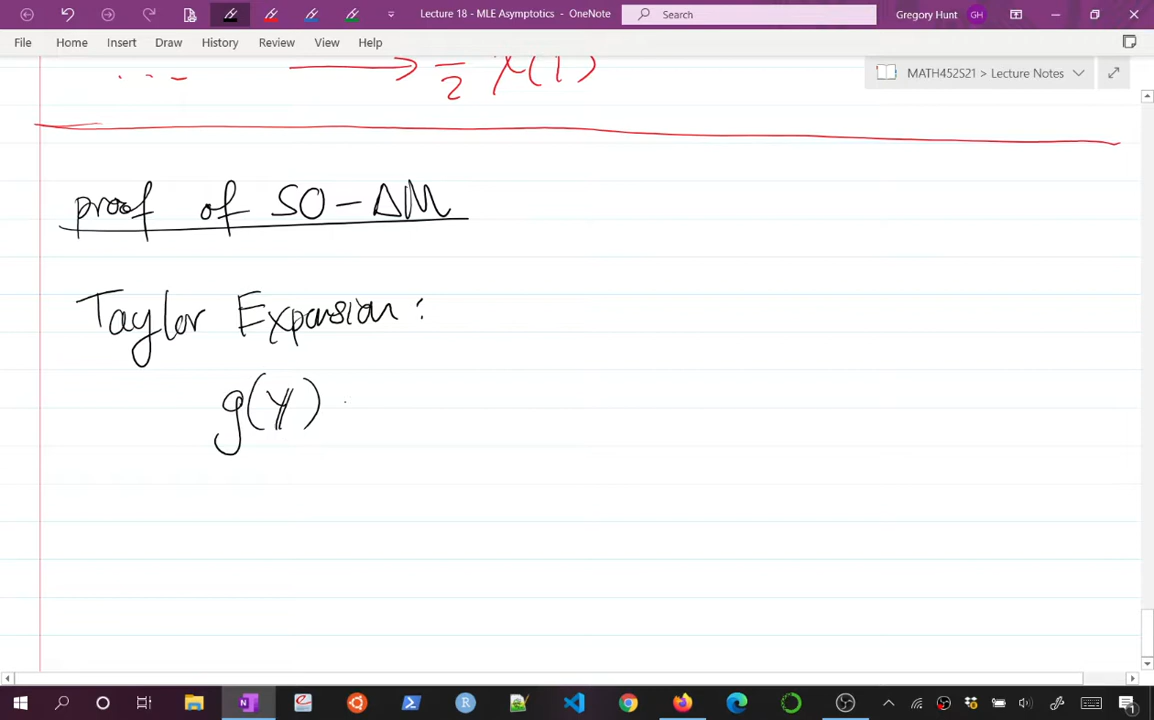 Lecture 18 - MLE Asymptotics - OneNote
Search
Gregory Hunt GH
File Home Insert Draw History Review View Help
MATH452S21 > Lecture Notes
proof of SO-ΔM
Taylor Expansion:
g(Y)